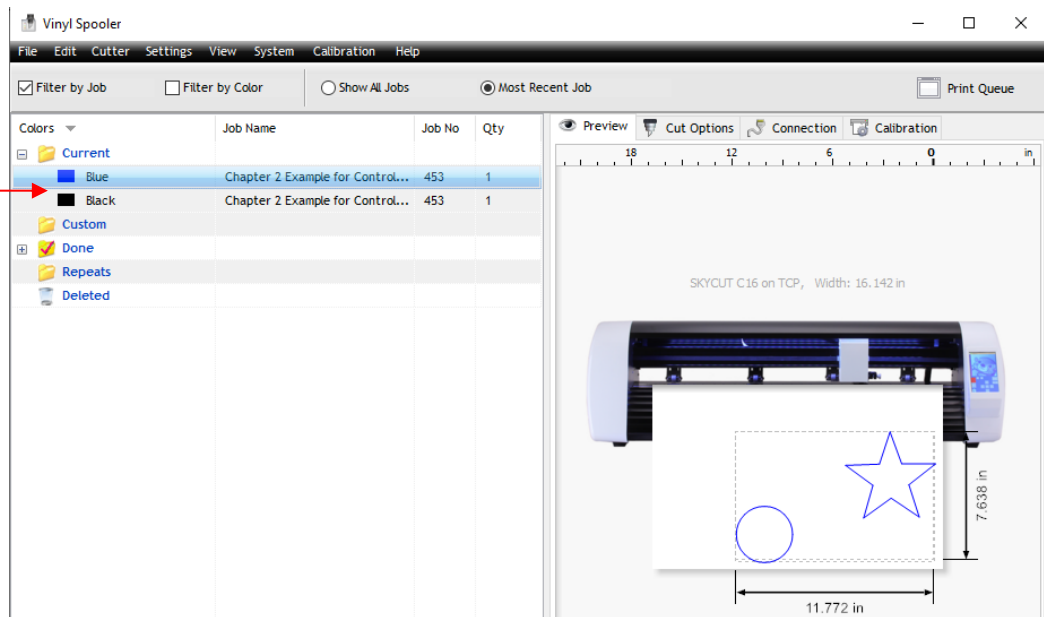 Vinyl Spooler
File Edit Cutter Settings View System Calibration Help
Filter by Job Filter by Color Show All Jobs Most Recent Job Print Queue
Colors Job Name Job No Qty
Current
Blue Chapter 2 Example for Control... 453 1
Black Chapter 2 Example for Control... 453 1
Custom
Done
Repeats
Deleted
Preview Cut Options Connection Calibration
18 12 6 0 in
SKYCUT C16 on TCP, Width: 16.142 in
7.638 in
11.772 in